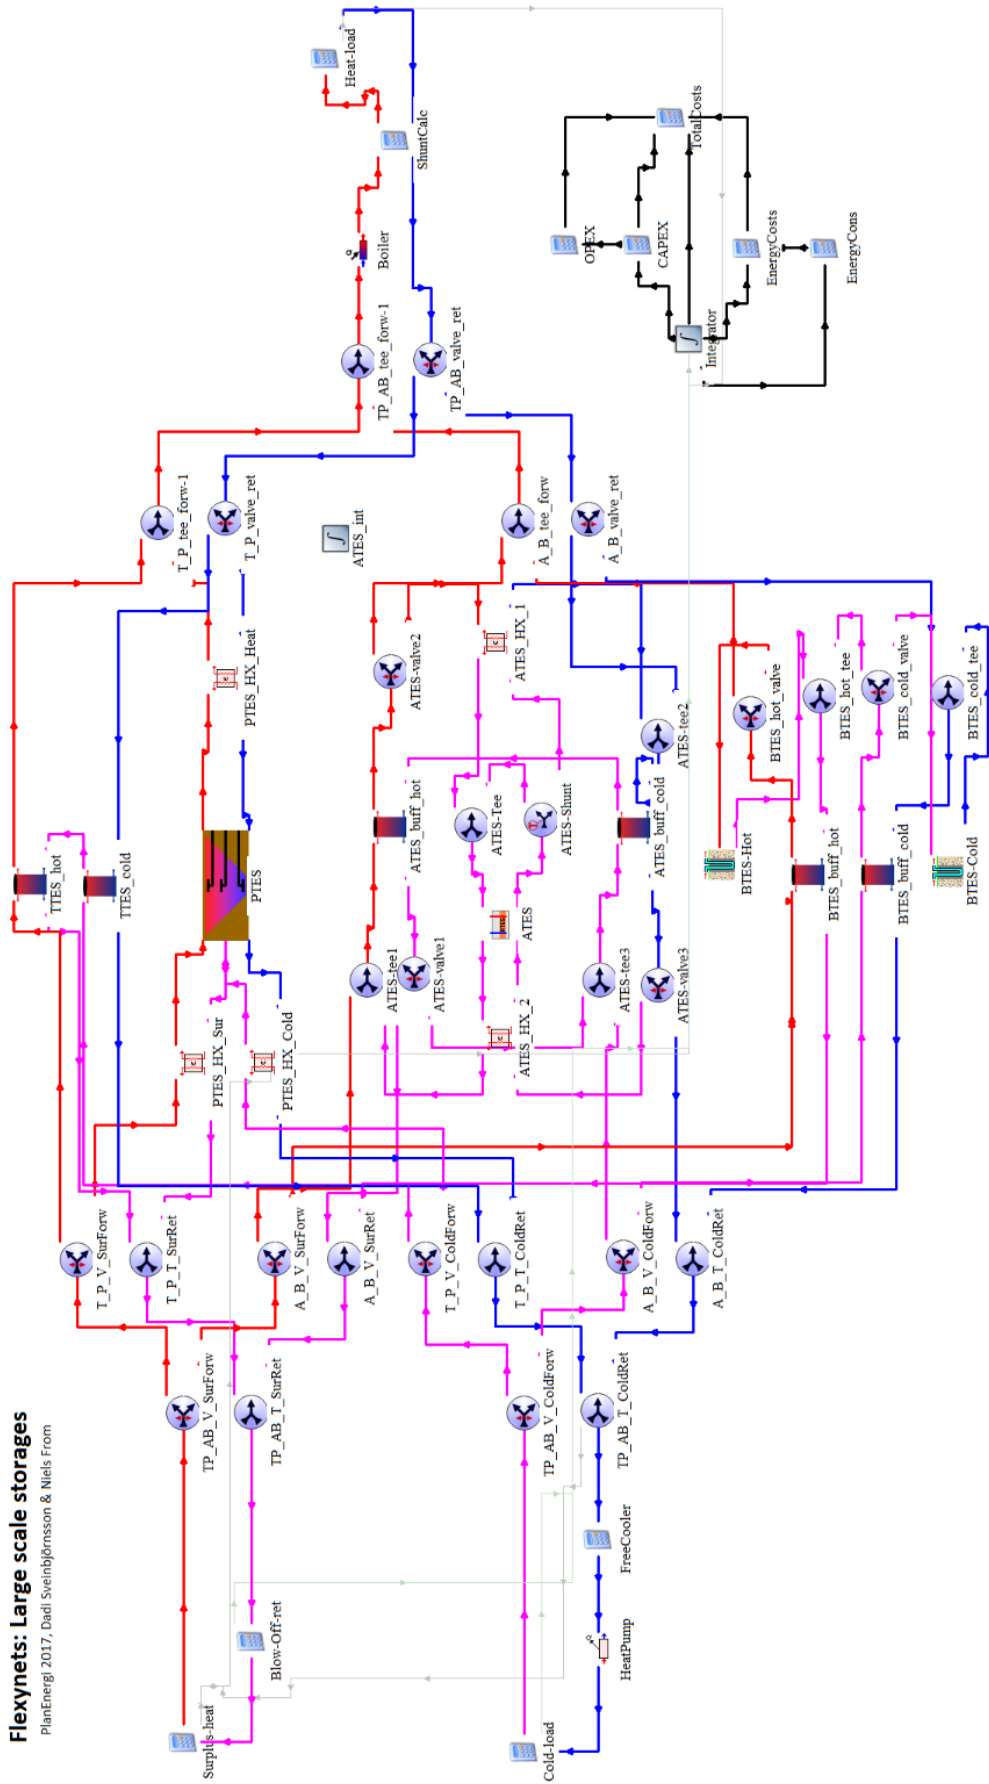 Flexynets: Large scale storages
PlanEnergi 2017, Dadi Sveinbjörnsson & Niels From
TTES_hot
T_P_V_SurForw
TTES_cold
T_P_T_SurRet
T_P_tee_forw-1
Surplus-heat
TP_AB_V_SurForw
PTES_HX_Sur
PTES
PTES_HX_Heat
T_P_valve_ret
Blow-Off-ret
TP_AB_T_SurRet
A_B_V_SurForw
PTES_HX_Cold
Heat-load
A_B_V_SurRet
ATES-tee1
ATES_int
TP_AB_tee_forw-1
Boiler
ShuntCalc
ATES-valve1
ATES_buff_hot
ATES-valve2
T_P_V_ColdForw
TP_AB_valve_ret
ATES-Tee
T_P_T_ColdRet
ATES_HX_2
ATES
ATES_HX_1
A_B_tee_forw
Cold-load
TP_AB_V_ColdForw
ATES-Shunt
OPEX
HeatPump
FreeCooler
TP_AB_T_ColdRet
A_B_V_ColdForw
ATES-tee3
ATES_buff_cold
ATES-tee2
A_B_valve_ret
CAPEX
A_B_T_ColdRet
ATES-valve3
TotalCosts
Integrator
BTES-Hot
BTES_hot_valve
EnergyCosts
BTES_buff_hot
BTES_hot_tee
EnergyCons
BTES_buff_cold
BTES_cold_valve
BTES-Cold
BTES_cold_tee